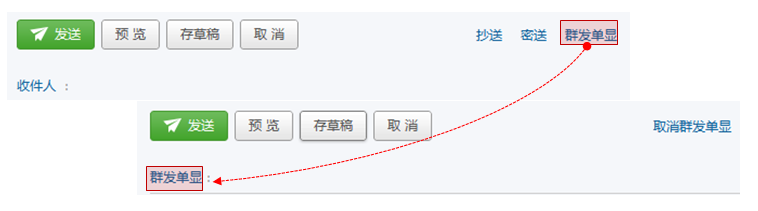 发送 预 览 存草稿 取 消 抄送 密送 群发单显
收件人 :
发送 预 览 存草稿 取 消 取消群发单显
群发单显 :